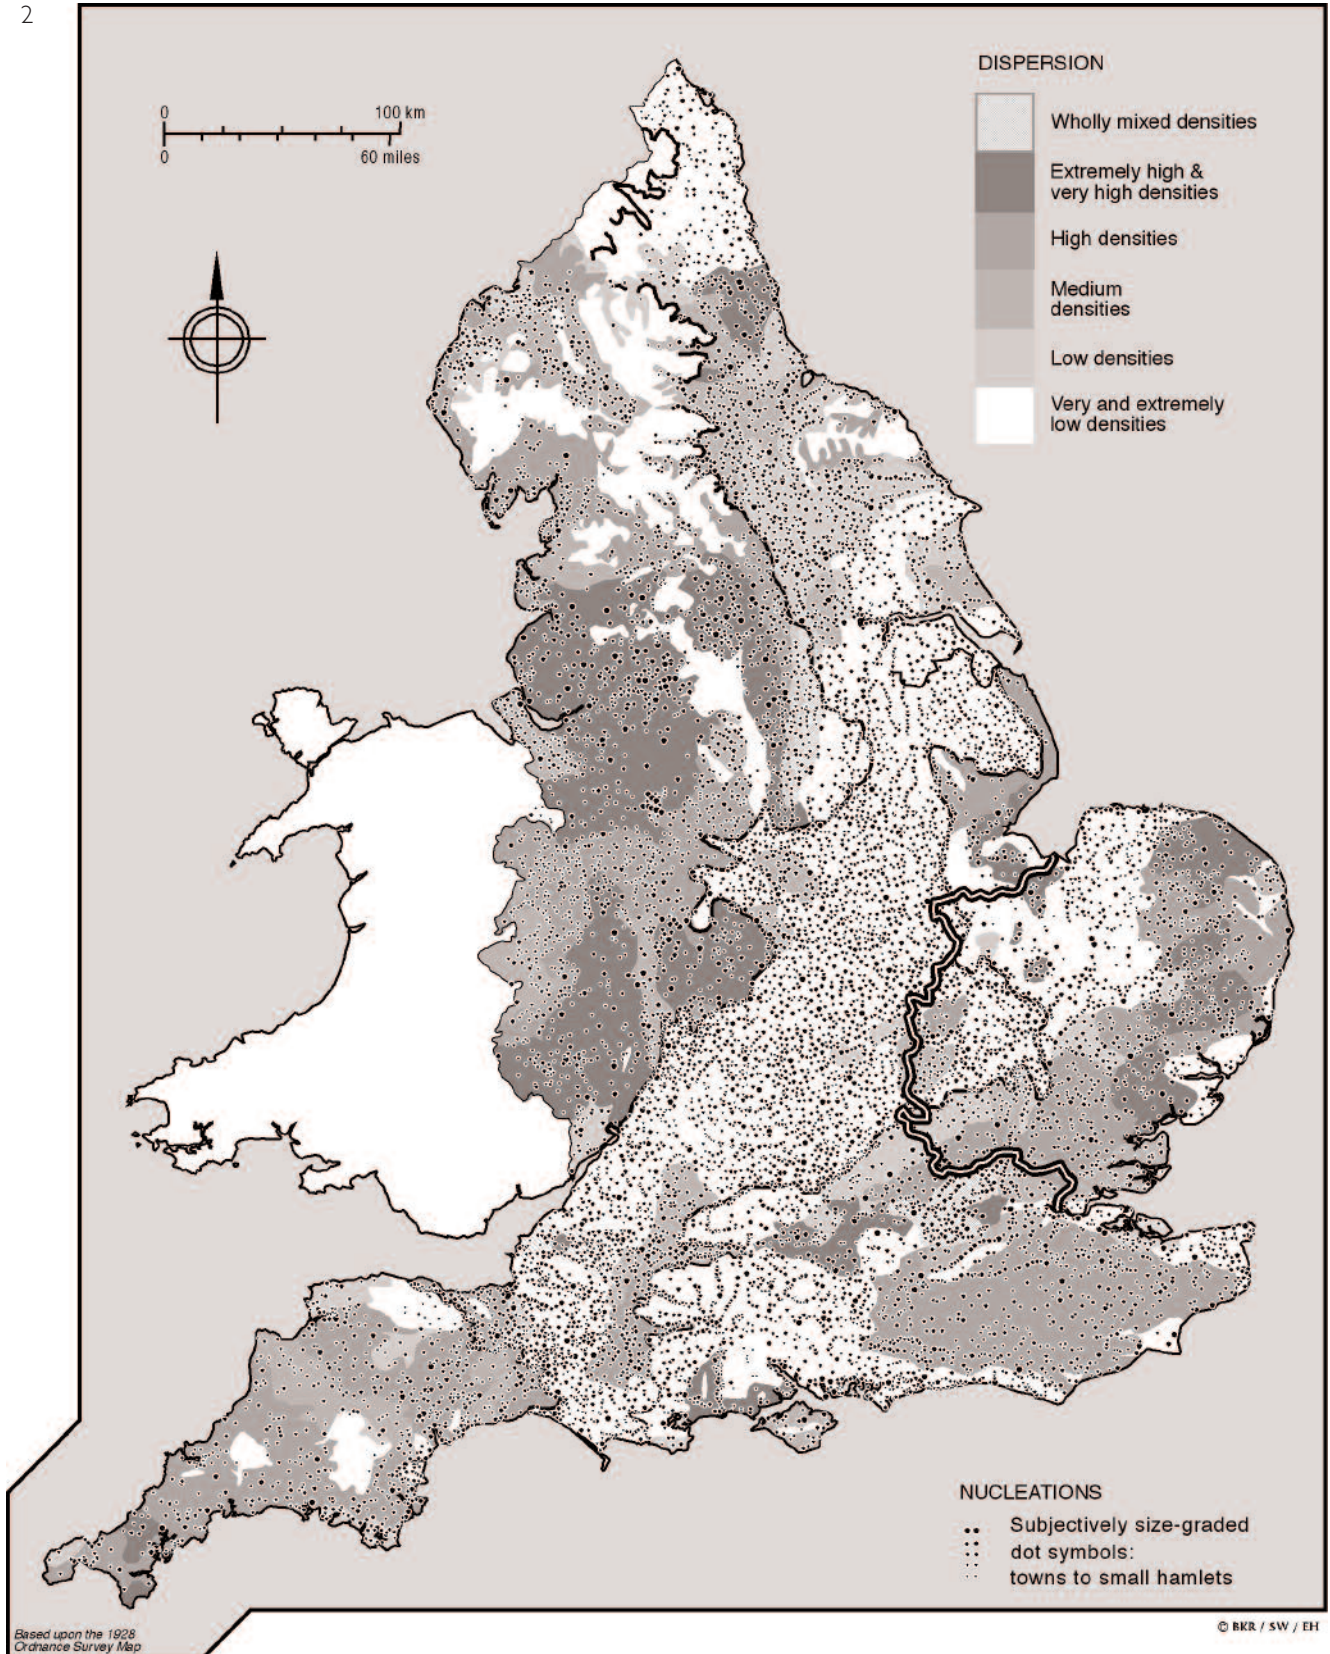 2
DISPERSION
0 100 km
0 60 miles
Wholly mixed densities
Extremely high &
very high densities
High densities
Medium
densities
Low densities
Very and extremely
low densities
NUCLEATIONS
Subjectively size-graded
dot symbols:
towns to small hamlets
Based upon the 1928
Ordnance Survey Map
© BKR / SW / EH